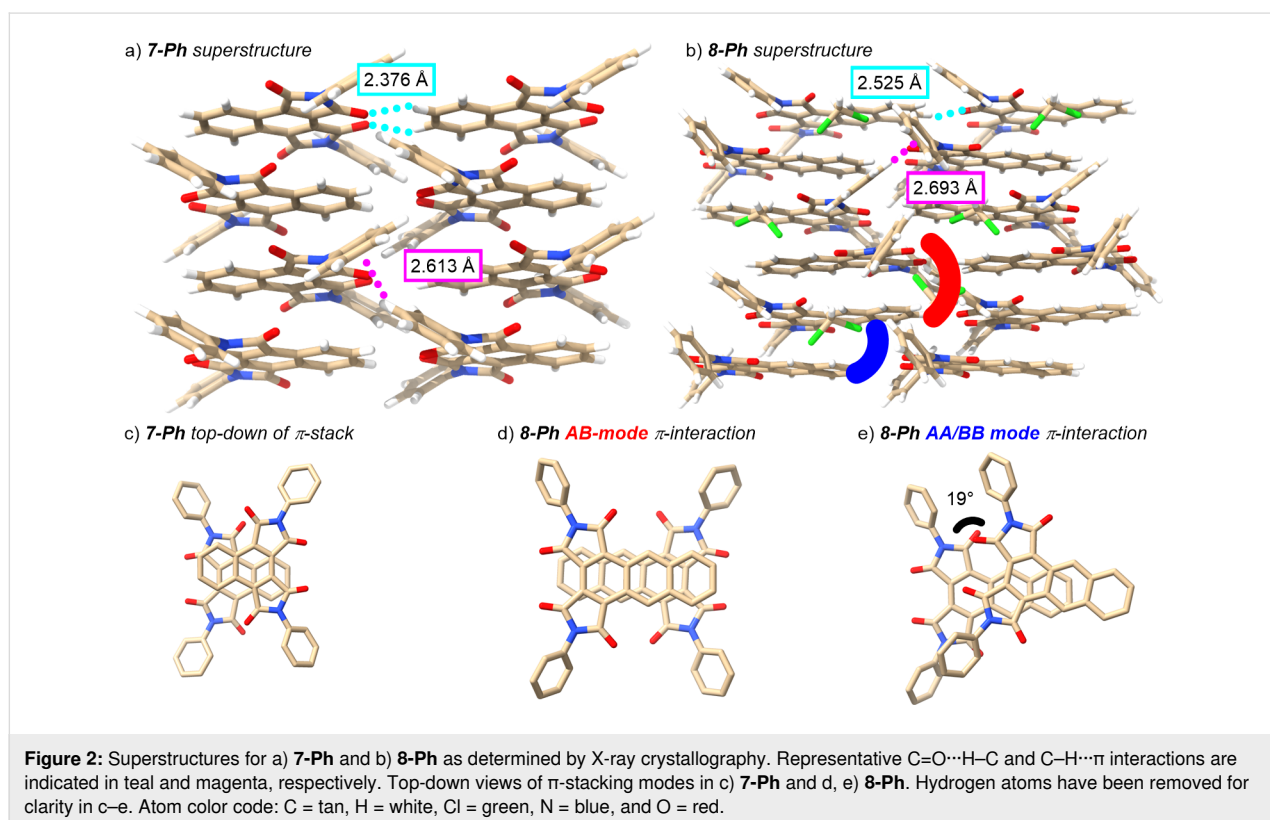 a) 7-Ph superstructure
b) 8-Ph superstructure
2.376 Å
2.525 Å
2.613 Å
2.693 Å
c) 7-Ph top-down of π-stack
d) 8-Ph AB-mode π-interaction
e) 8-Ph AA/BB mode π-interaction
19°
Figure 2: Superstructures for a) 7-Ph and b) 8-Ph as determined by X-ray crystallography. Representative C=O···H–C and C–H···π interactions are
indicated in teal and magenta, respectively. Top-down views of π-stacking modes in c) 7-Ph and d, e) 8-Ph. Hydrogen atoms have been removed for
clarity in c–e. Atom color code: C = tan, H = white, Cl = green, N = blue, and O = red.